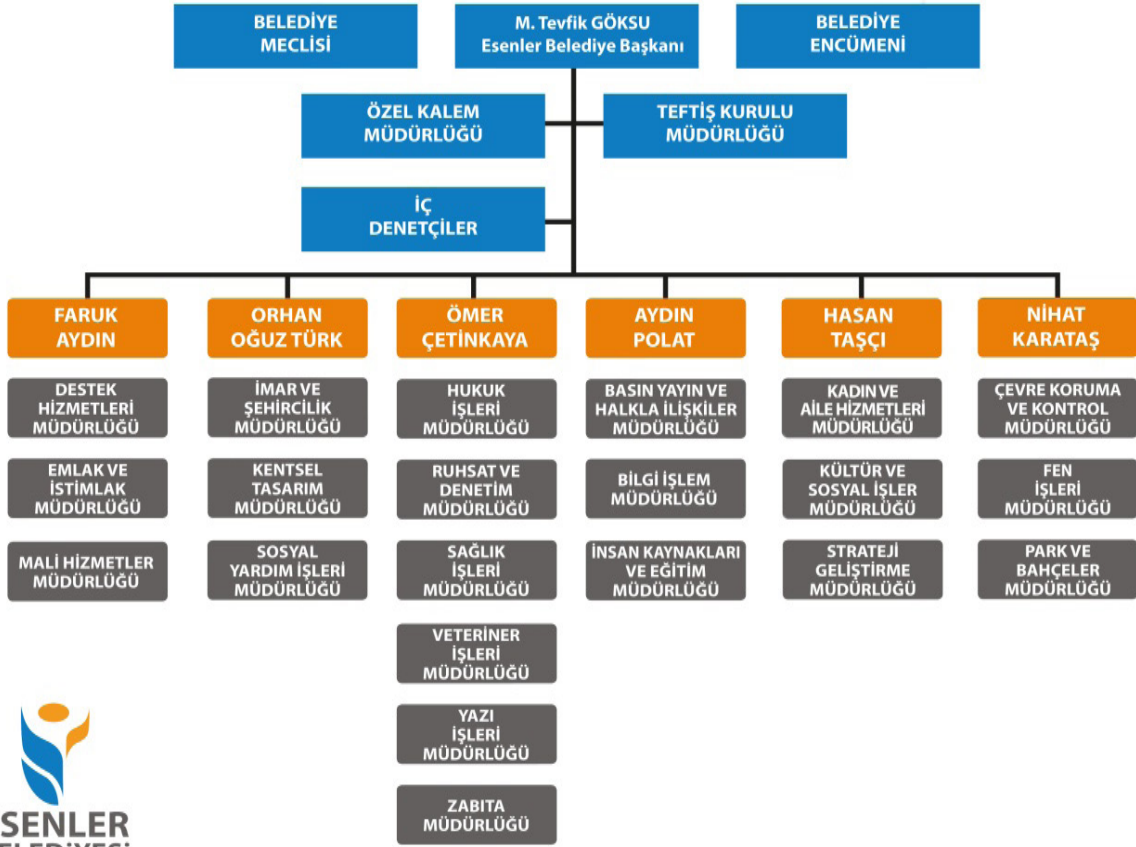 BELEDİYE
MECLİSİ
M. Tevfik GÖKSU
Esenler Belediye Başkanı
BELEDİYE
ENCÜMENİ
ÖZEL KALEM
MÜDÜRLÜĞÜ
TEFTİŞ KURULU
MÜDÜRLÜĞÜ
İÇ
DENETÇİLER
FARUK
AYDIN
ORHAN
OĞUZ TÜRK
ÖMER
ÇETİNKAYA
AYDIN
POLAT
HASAN
TAŞÇI
NİHAT
KARATAŞ
DESTEK
HİZMETLERİ
MÜDÜRLÜĞÜ
İMAR VE
ŞEHİRCİLİK
MÜDÜRLÜĞÜ
HUKUK
İŞLERİ
MÜDÜRLÜĞÜ
BASIN YAYIN VE
HALKLA İLİŞKİLER
MÜDÜRLÜĞÜ
KADIN VE
AİLE HİZMETLERİ
MÜDÜRLÜĞÜ
ÇEVRE KORUMA
VE KONTROL
MÜDÜRLÜĞÜ
EMLAK VE
İSTİMLAK
MÜDÜRLÜĞÜ
KENTSEL
TASARIM
MÜDÜRLÜĞÜ
RUHSAT VE
DENETİM
MÜDÜRLÜĞÜ
BİLGİ İŞLEM
MÜDÜRLÜĞÜ
KÜLTÜR VE
SOSYAL İŞLER
MÜDÜRLÜĞÜ
FEN
İŞLERİ
MÜDÜRLÜĞÜ
MALİ HİZMETLER
MÜDÜRLÜĞÜ
SOSYAL
YARDIM İŞLERİ
MÜDÜRLÜĞÜ
SAĞLIK
İŞLERİ
MÜDÜRLÜĞÜ
İNSAN KAYNAKLARI
VE EĞİTİM
MÜDÜRLÜĞÜ
STRATEJİ
GELİŞTİRME
MÜDÜRLÜĞÜ
PARK VE
BAHÇELER
MÜDÜRLÜĞÜ
VETERİNER
İŞLERİ
MÜDÜRLÜĞÜ
YAZI
İŞLERİ
MÜDÜRLÜĞÜ
ZABITA
MÜDÜRLÜĞÜ
SENLER
ELEDİYESİ